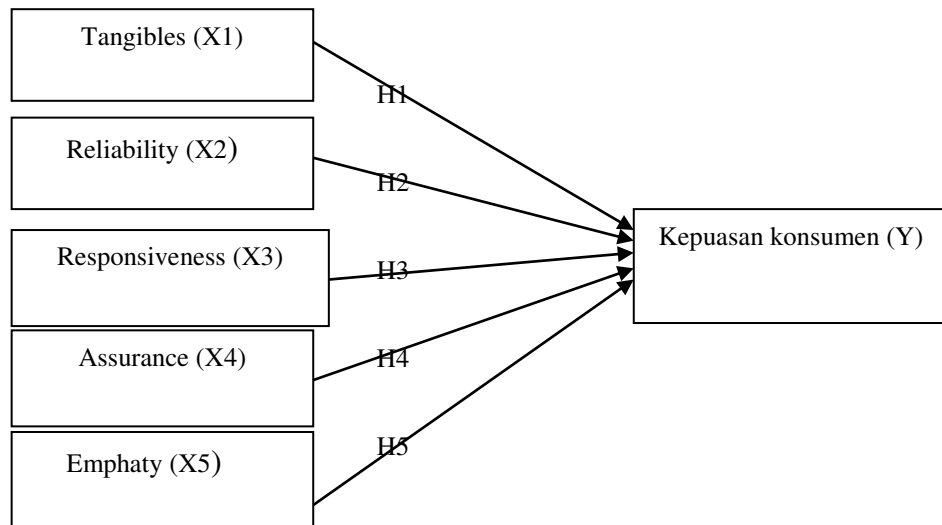 Tangibles (X1)
H1
Reliability (X2)
H2
Kepuasan konsumen (Y)
Responsiveness (X3)
H3
Assurance (X4)
H4
H5
Emphaty (X5)